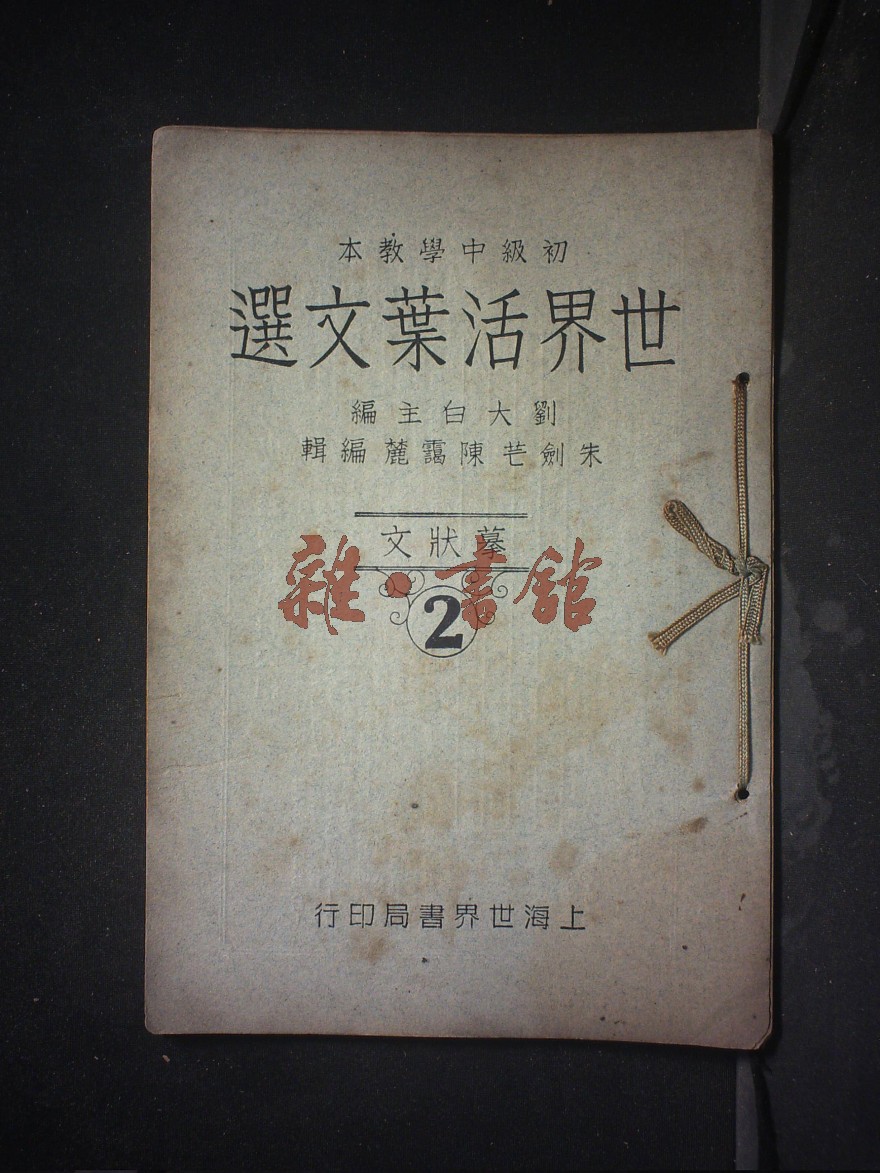 初級中學教本
世界活葉文選
劉大白主編
朱劍芒陳靄麓編輯
摹狀文
2
雜·書館
上海世界書局印行